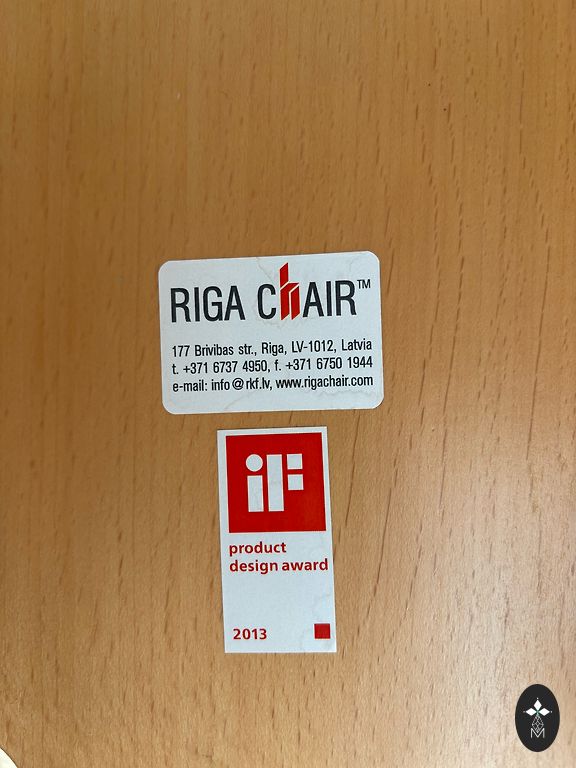 RIGA CHAIR™
177 Brivibas str., Riga, LV-1012, Latvia
t. +371 6737 4950, f. +371 6750 1944
e-mail: info@rkf.lv, www.rigachair.com
iF
product
design award
2013
M